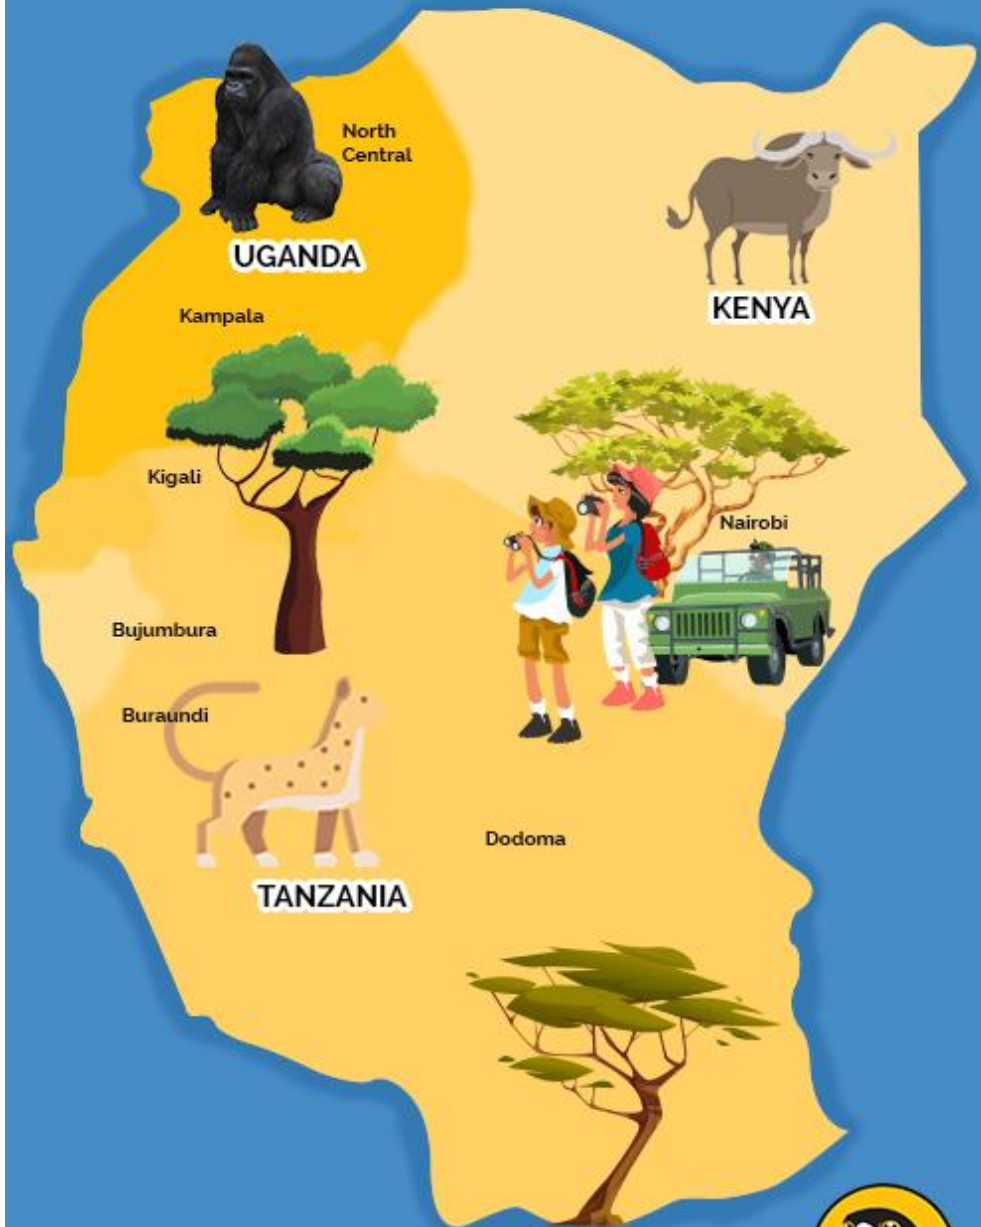 North
Central
UGANDA
KENYA
Kampala
Kigali
Nairobi
Bujumbura
Buraundi
Dodoma
TANZANIA